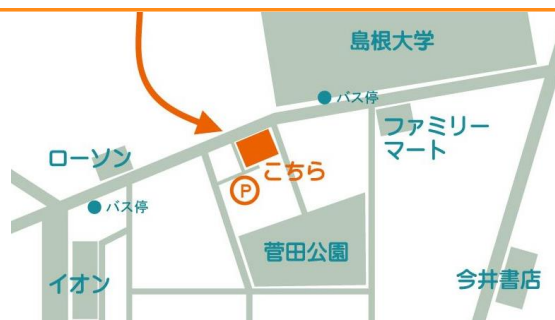 島根大学
バス停
ファミリー
マート
ローソン
こちら
P
バス停
菅田公園
イオン
今井書店